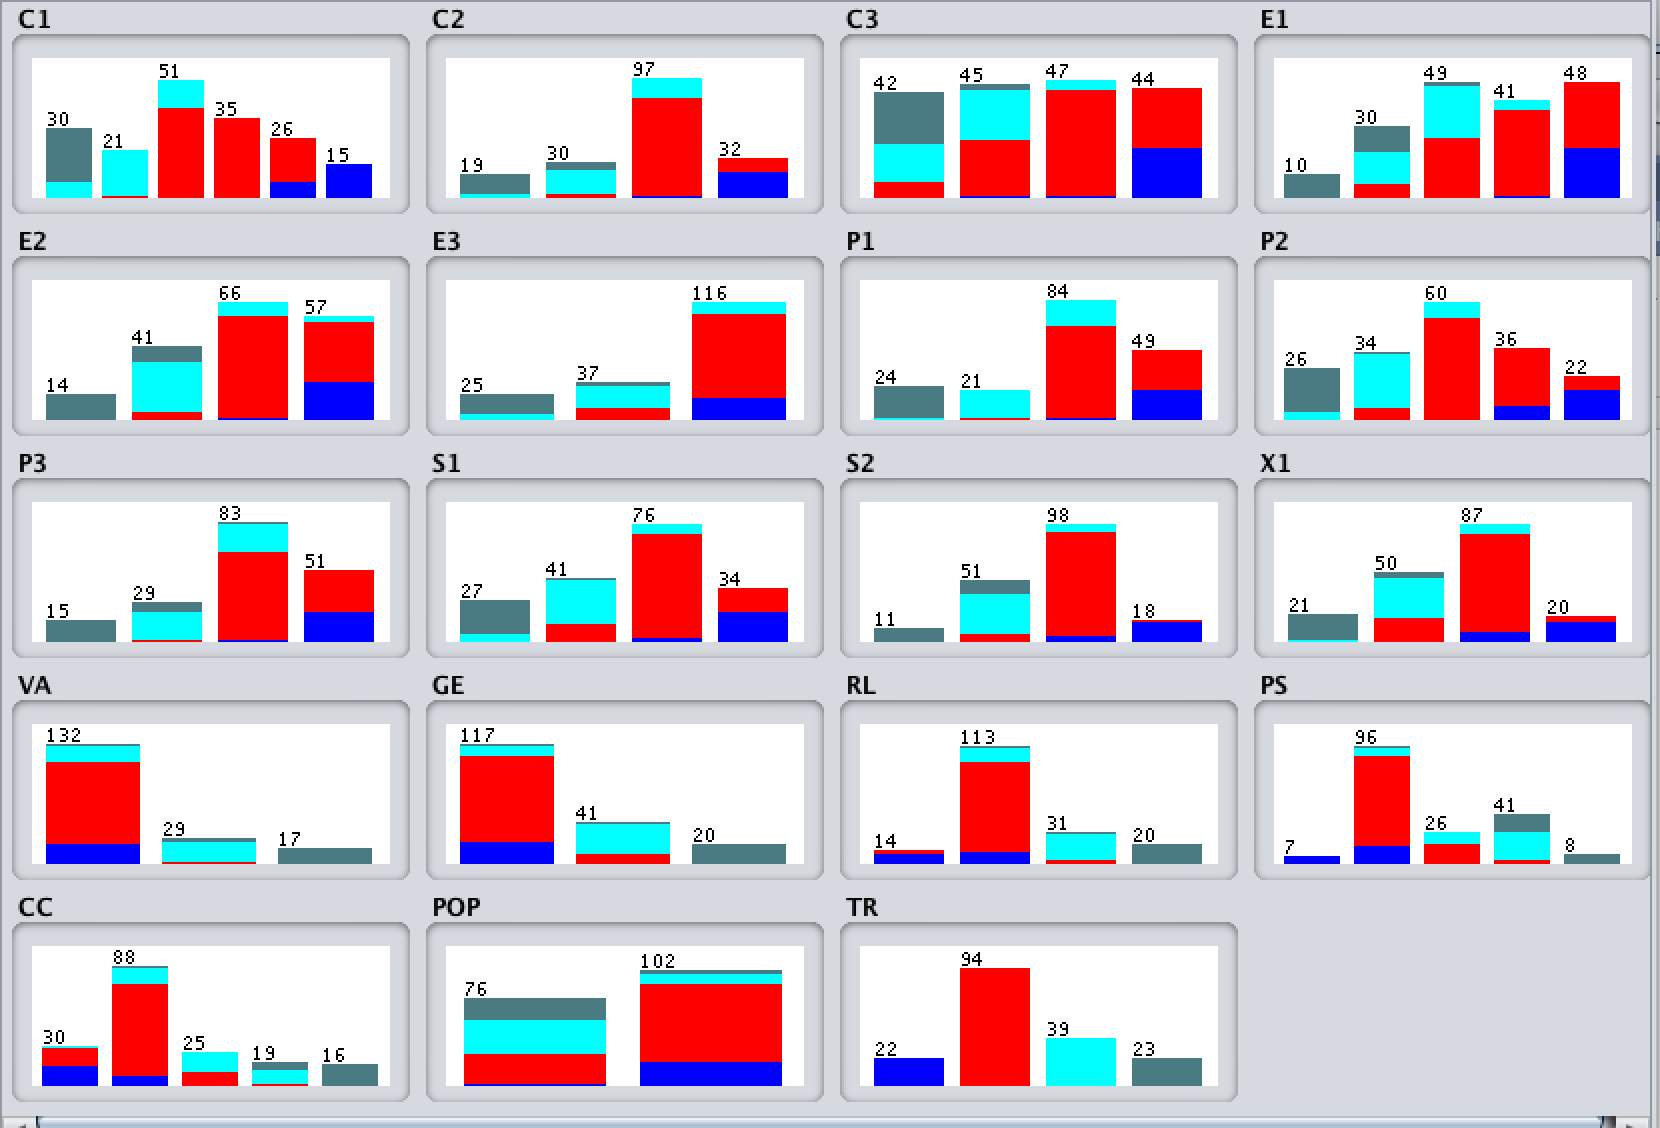 C1 C2 C3 E1
30 21 51 35 26 15
19 30 97 32
42 45 47 44
10 30 49 41 48
E2 E3 P1 P2
14 41 66 57
25 37 116
24 21 84 49
26 34 60 36 22
P3 S1 S2 X1
15 29 83 51
27 41 76 34
11 51 98 18
21 50 87 20
VA GE RL PS
132 29 17
117 41 20
14 113 31 20
7 96 26 41 8
CC POP TR
30 88 25 19 16
76 102
22 94 39 23